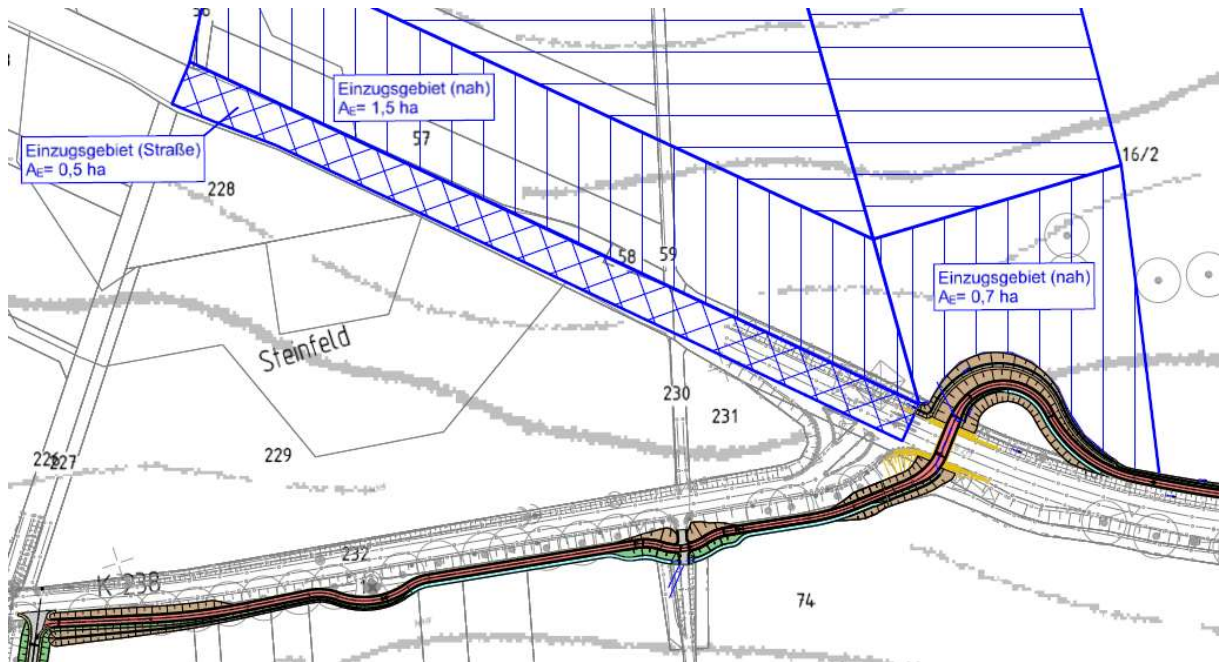 Einzugsgebiet (nah)
AE= 1,5 ha
57
16/2
Einzugsgebiet (Straße)
AE= 0,5 ha
228
58
59
Einzugsgebiet (nah)
AE= 0,7 ha
Steinfeld
230
231
227
229
232
K 238
74